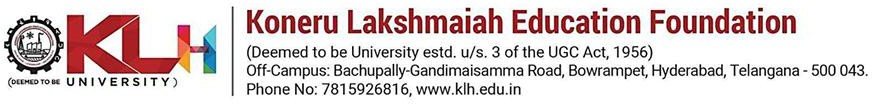 KLH
(DEEMED TO BE UNIVERSITY)
Koneru Lakshmaiah Education Foundation
(Deemed to be University estd. u/s. 3 of the UGC Act, 1956)
Off-Campus: Bachupally-Gandimaisamma Road, Bowrampet, Hyderabad, Telangana - 500 043.
Phone No: 7815926816, www.klh.edu.in